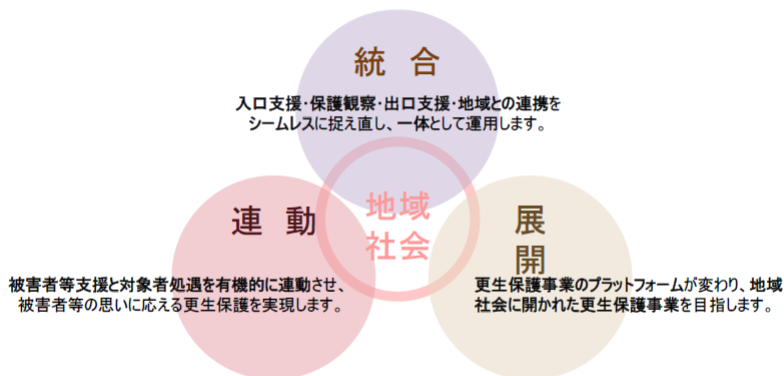 統 合
入口支援・保護観察・出口支援・地域との連携を
シームレスに捉え直し、一体として運用します。
地域
社会
連 動
被害者等支援と対象者処遇を有機的に連動させ、
被害者等の思いに応える更生保護を実現します。
展
開
更生保護事業のプラットフォームが変わり、地域
社会に開かれた更生保護事業を目指します。